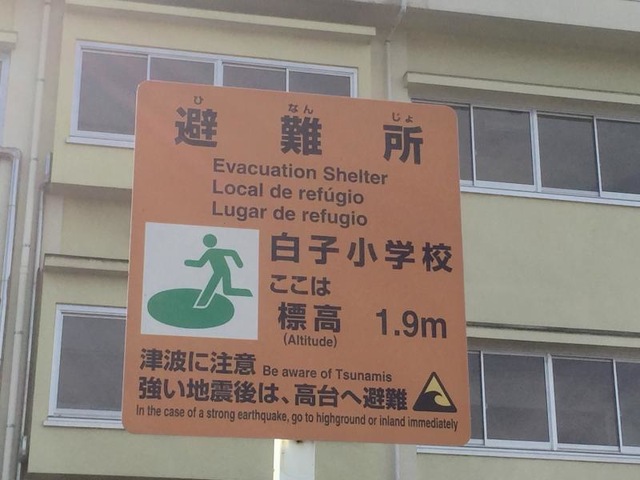 ひ なん じょ
避難所
Evacuation Shelter
Local de refúgio
Lugar de refugio
白子小学校
ここは
標高 1.9m
(Altitude)
津波に注意 Be aware of Tsunamis
強い地震後は、高台へ避難
In the case of a strong earthquake, go to highground or inland immediately